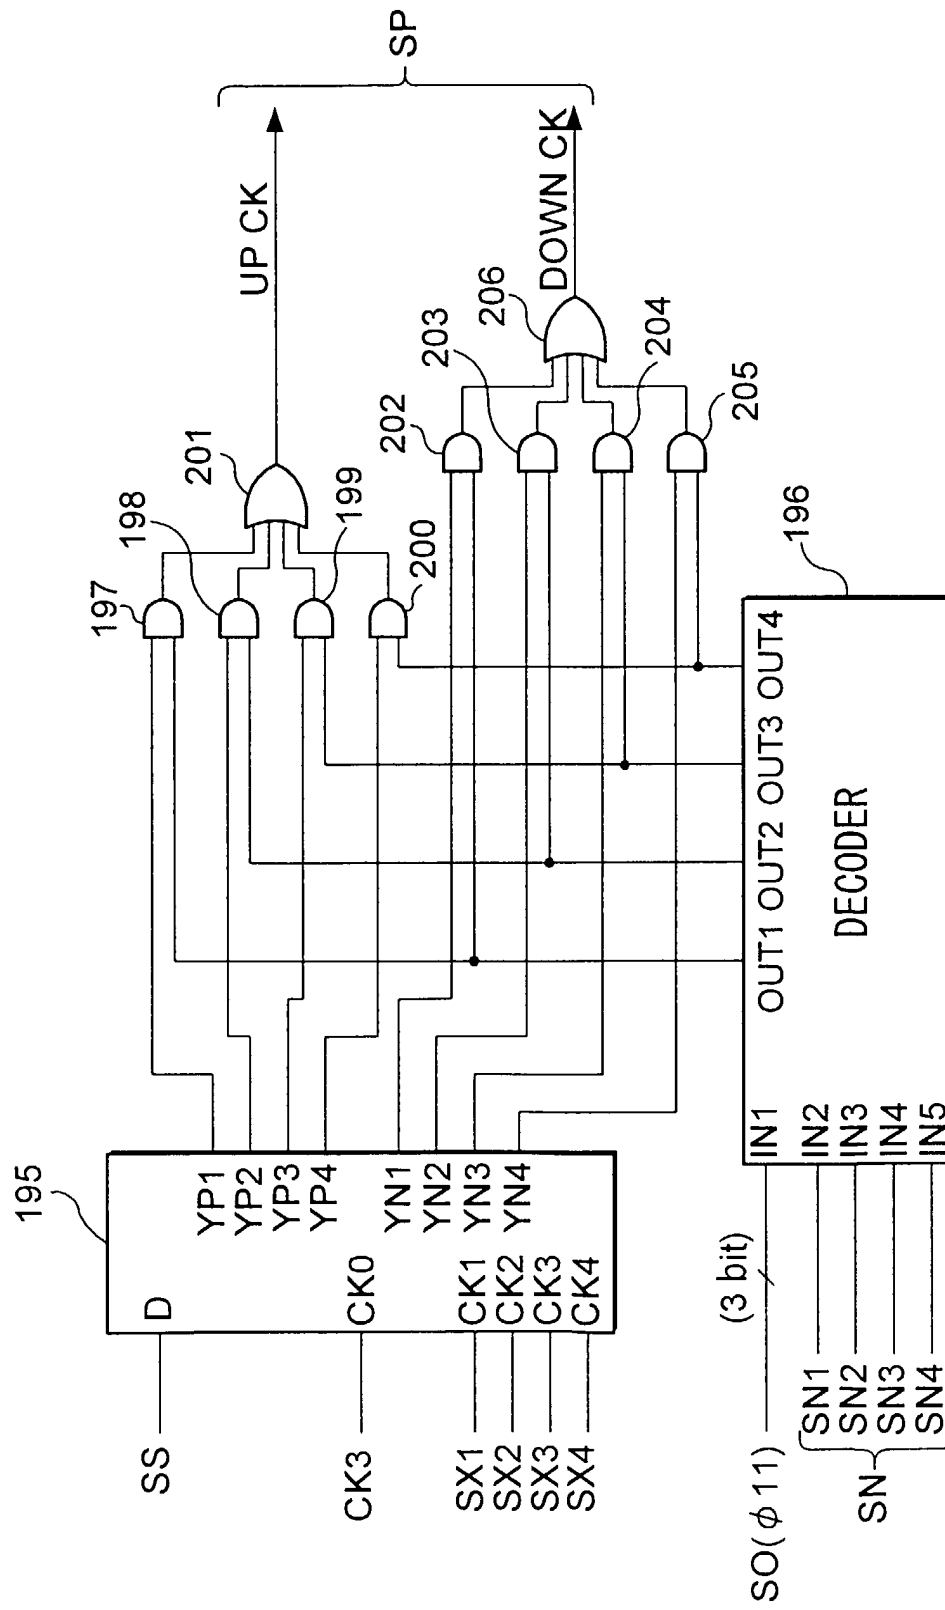 SS
CK3
SX1
SX2
SX3
SX4
195
D
CK0
CK1
CK2
CK3
CK4
YP1
YP2
YP3
YP4
YN1
YN2
YN3
YN4
197
198
199
200
201
202
203
204
205
206
UP CK
DOWN CK
SP
196
DECODER
OUT1
OUT2
OUT3
OUT4
IN1
IN2
IN3
IN4
IN5
(3 bit)
SO(ϕ11)
SN1
SN2
SN3
SN4
SN